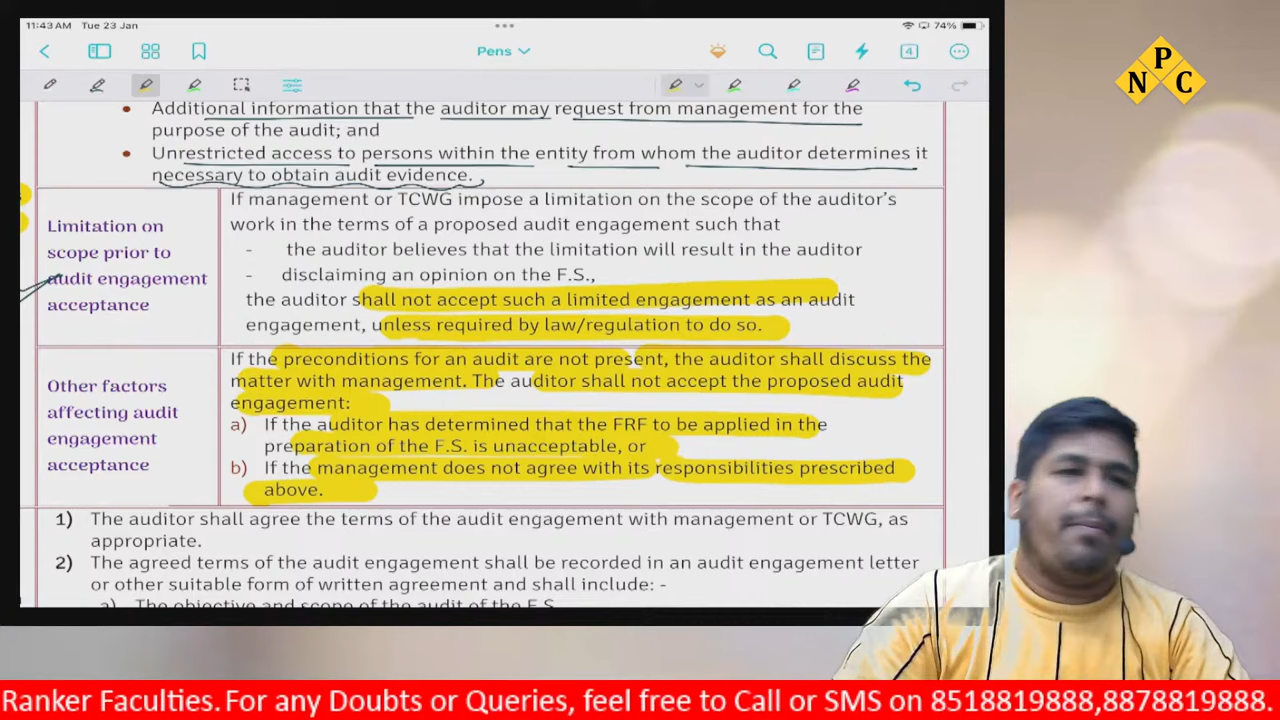 11:43 AM Tue 23 Jan
74%
Pens
4
Additional information that the auditor may request from management for the
purpose of the audit; and
Unrestricted access to persons within the entity from whom the auditor determines it
necessary to obtain audit evidence.
Limitation on
scope prior to
audit engagement
acceptance
If management or TCWG impose a limitation on the scope of the auditor's
work in the terms of a proposed audit engagement such that
- the auditor believes that the limitation will result in the auditor
- disclaiming an opinion on the F.S.,
the auditor shall not accept such a limited engagement as an audit
engagement, unless required by law/regulation to do so.
Other factors
affecting audit
engagement
acceptance
If the preconditions for an audit are not present, the auditor shall discuss the
matter with management. The auditor shall not accept the proposed audit
engagement:
a) If the auditor has determined that the FRF to be applied in the
preparation of the F.S. is unacceptable, or
b) If the management does not agree with its responsibilities prescribed
above.
1) The auditor shall agree the terms of the audit engagement with management or TCWG, as
appropriate.
2) The agreed terms of the audit engagement shall be recorded in an audit engagement letter
or other suitable form of written agreement and shall include: -
a) The objective and scope of the audit of the F.S.
N P C
Ranker Faculties. For any Doubts or Queries, feel free to Call or SMS on 8518819888,8878819888.